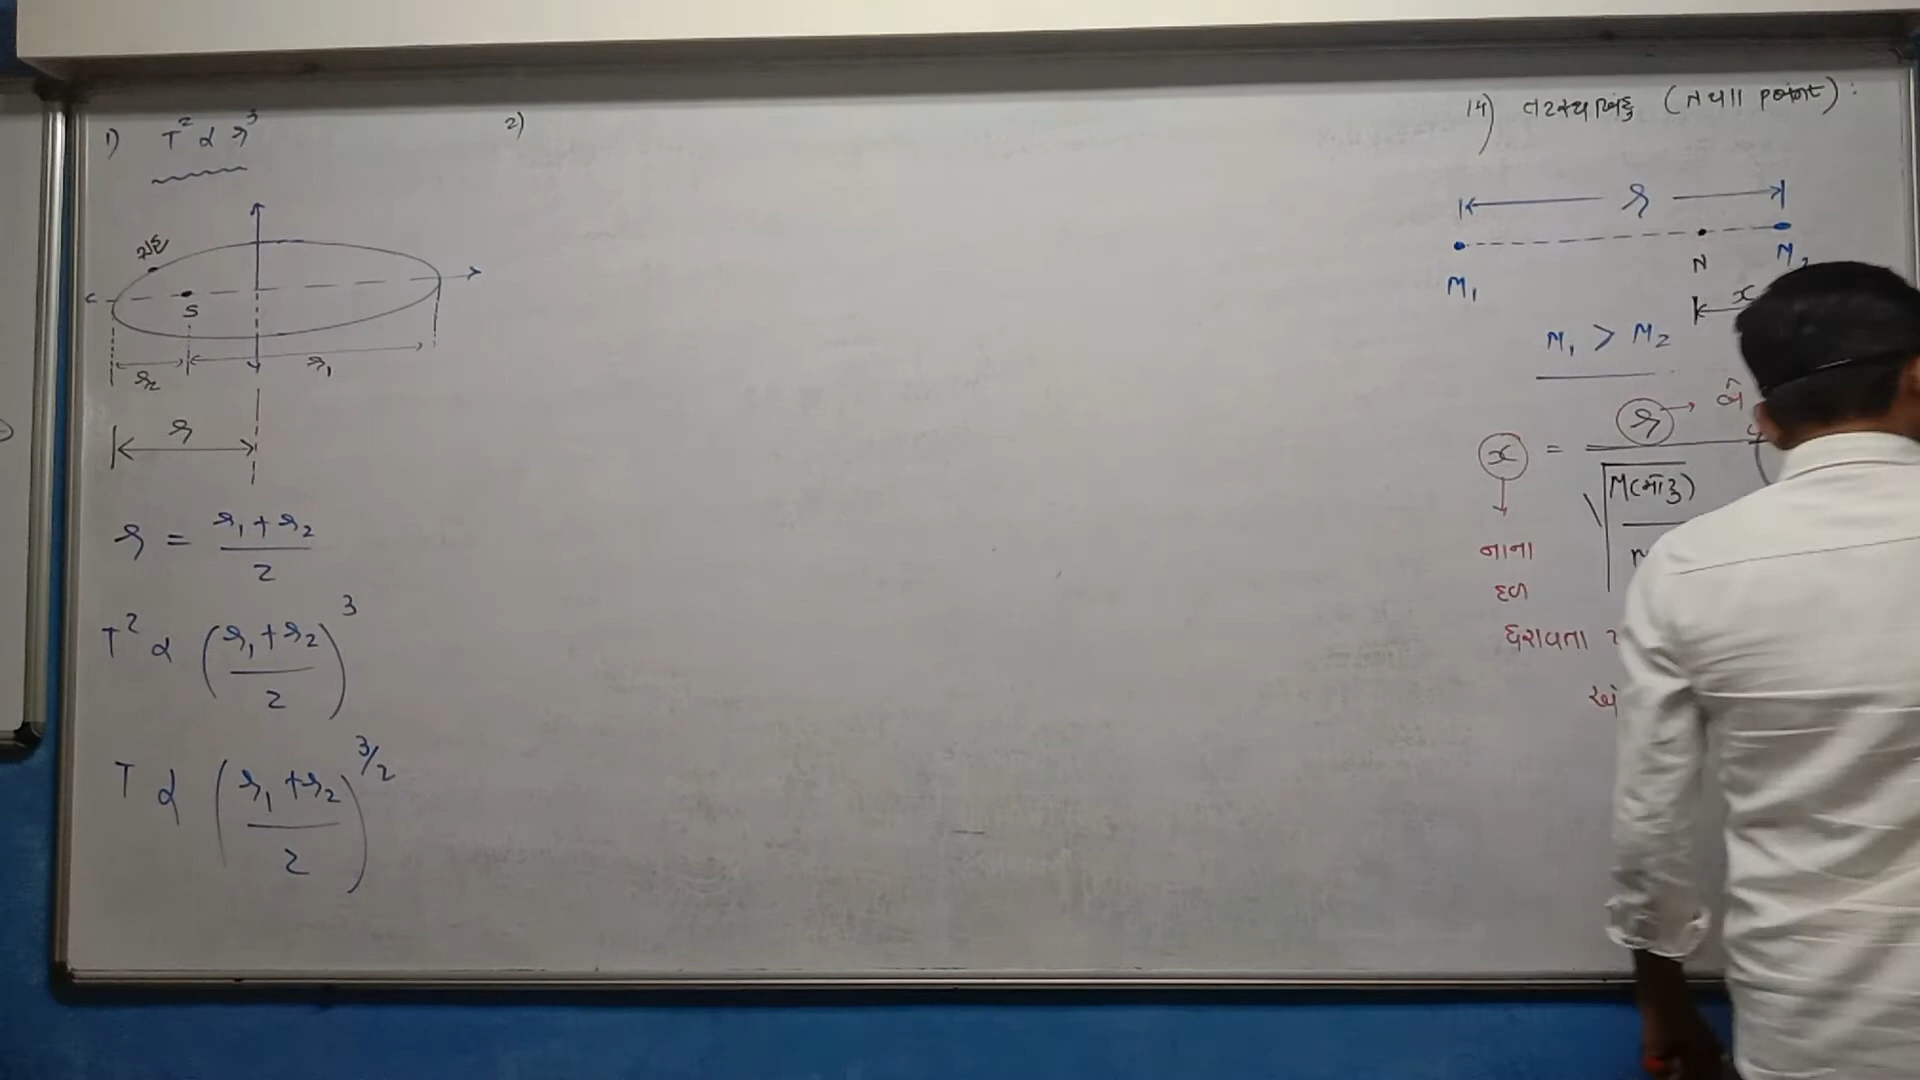 1) T² ∝ r³
ગ્રહ
S
r₂ r₁
r
r = (r₁ + r₂) / 2
T² ∝ ((r₁ + r₂) / 2)³
T ∝ ((r₁ + r₂) / 2)^(3/2)
2)
14) તટસ્થબિંદુ (Null point) :
r
M₁ N M₂
x
M₁ > M₂
x = r → બે
√ M(મોટું)
નાના
દળ
ધરાવતા